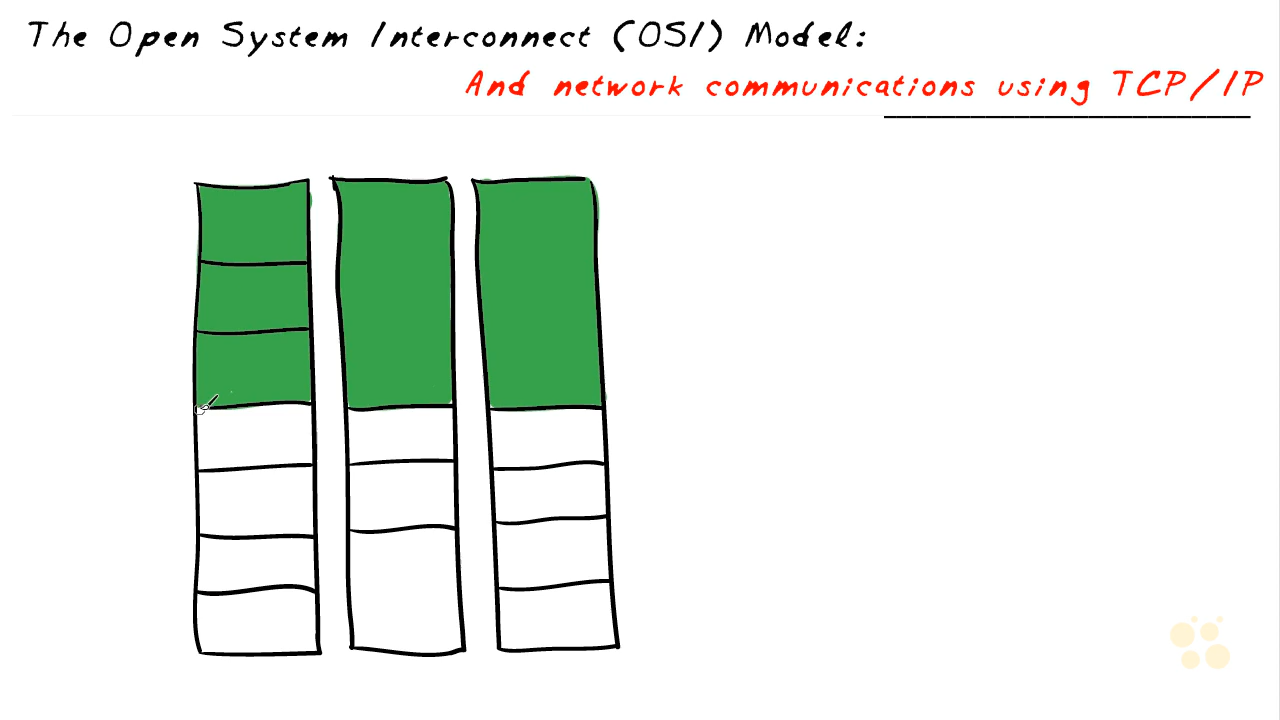 The Open System Interconnect (OSI) Model:
And network communications using TCP/IP